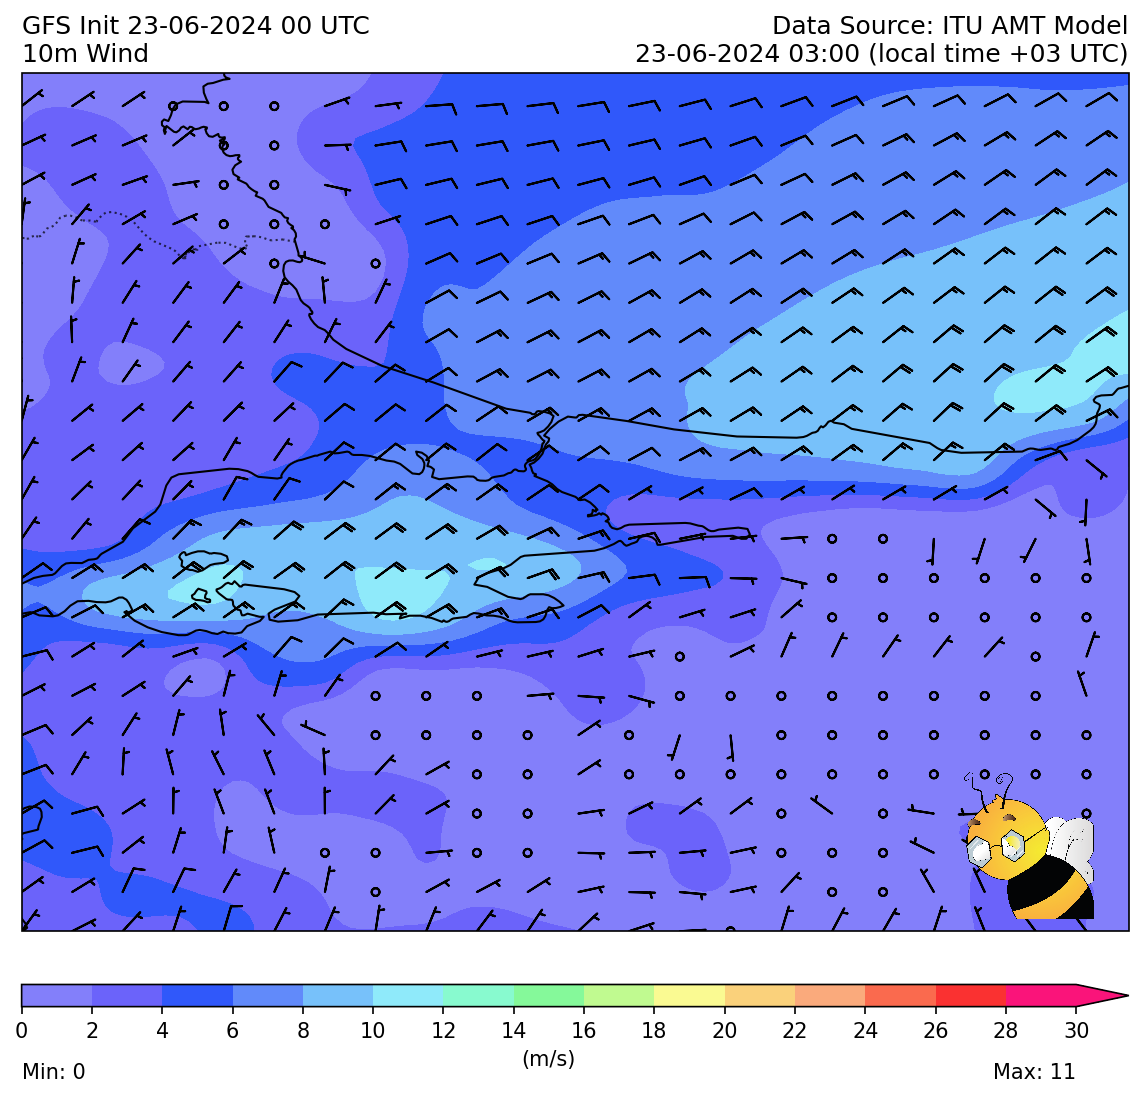 GFS Init 23-06-2024 00 UTC
Data Source: ITU AMT Model
10m Wind
23-06-2024 03:00 (local time +03 UTC)
0 2 4 6 8 10 12 14 16 18 20 22 24 26 28 30
(m/s)
Min: 0
Max: 11